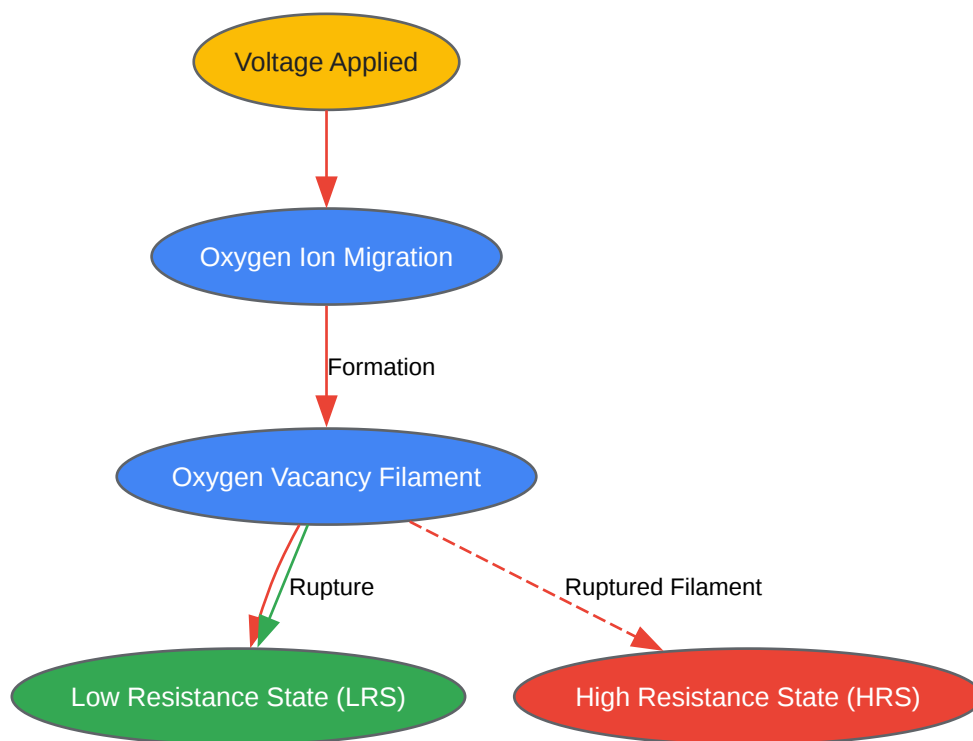 Voltage Applied
Oxygen Ion Migration
Formation
Oxygen Vacancy Filament
Rupture
Ruptured Filament
Low Resistance State (LRS)
High Resistance State (HRS)